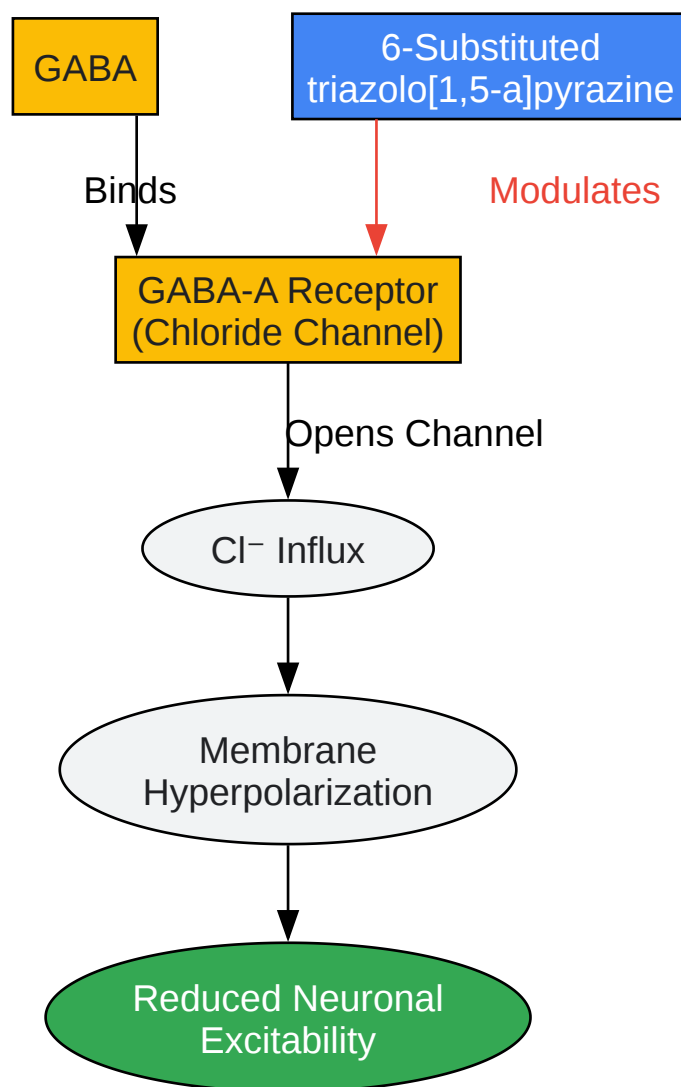 GABA
6-Substituted
triazolo[1,5-a]pyrazine
Binds
Modulates
GABA-A Receptor
(Chloride Channel)
Opens Channel
Cl⁻ Influx
Membrane
Hyperpolarization
Reduced Neuronal
Excitability